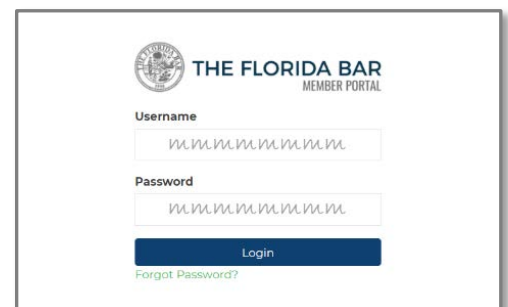 THE FLORIDA BAR
MEMBER PORTAL
Username
Password
Login
Forgot Password?